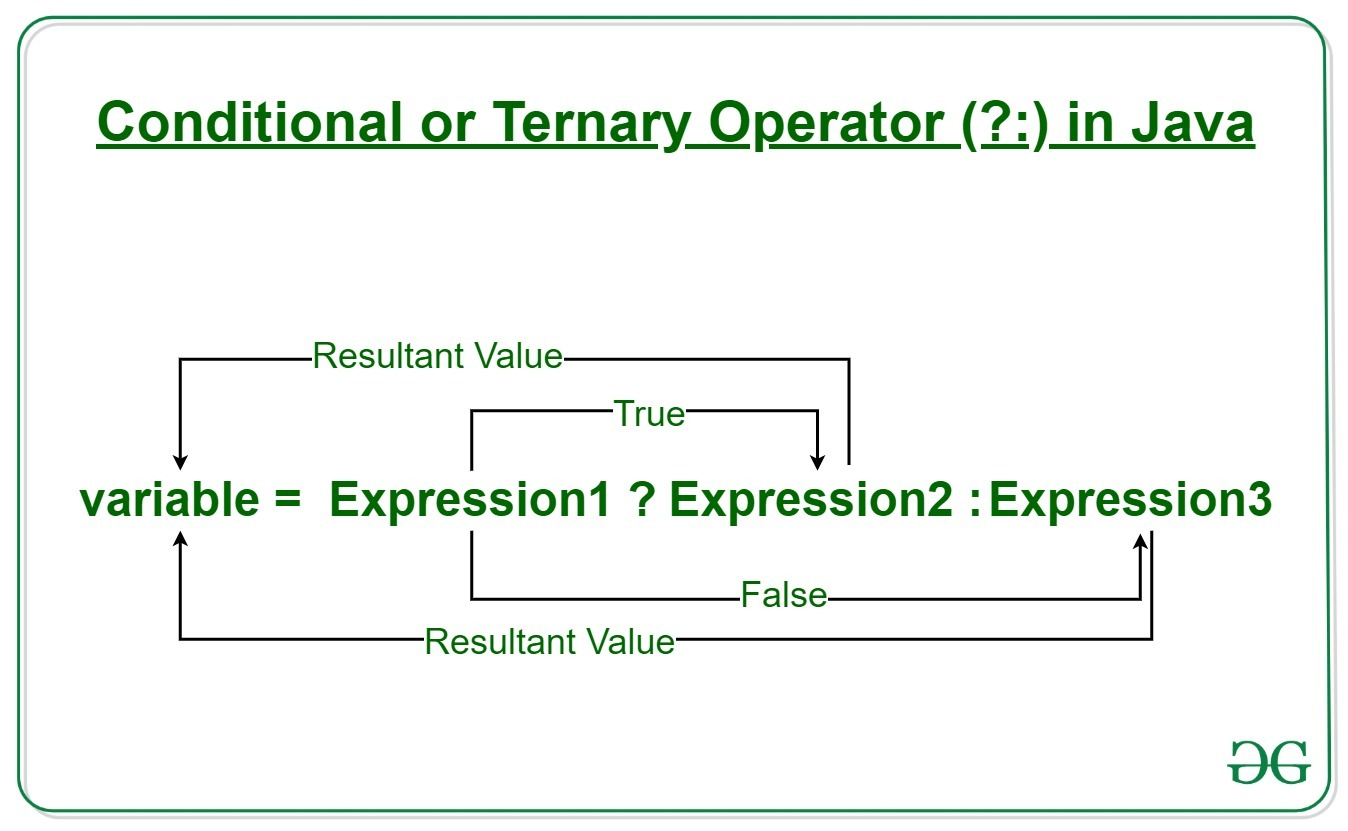 Conditional or Ternary Operator (?:) in Java
Resultant Value
True
variable = Expression1 ? Expression2 : Expression3
False
Resultant Value